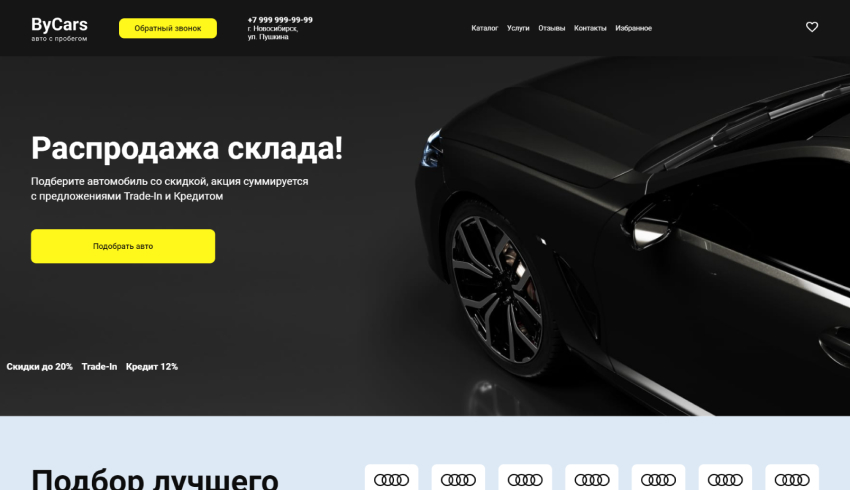 ByCars
авто с пробегом
Обратный звонок
+7 999 999-99-99
г. Новосибирск,
ул. Пушкина
Каталог Услуги Отзывы Контакты Избранное
Распродажа склада!
Подберите автомобиль со скидкой, акция суммируется
с предложениями Trade-In и Кредитом
Подобрать авто
Скидки до 20% Trade-In Кредит 12%
Подбор лучшего